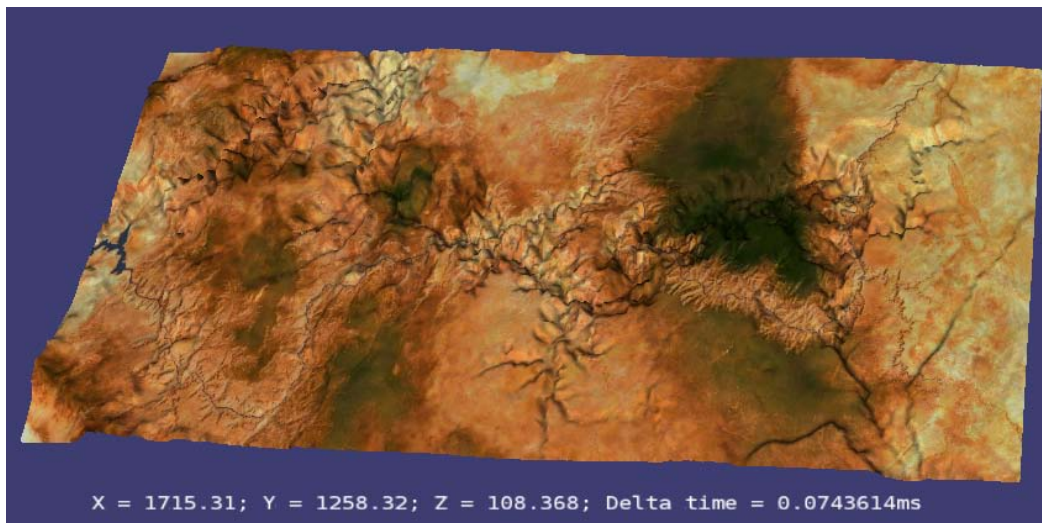 X = 1715.31; Y = 1258.32; Z = 108.368; Delta time = 0.0743614ms